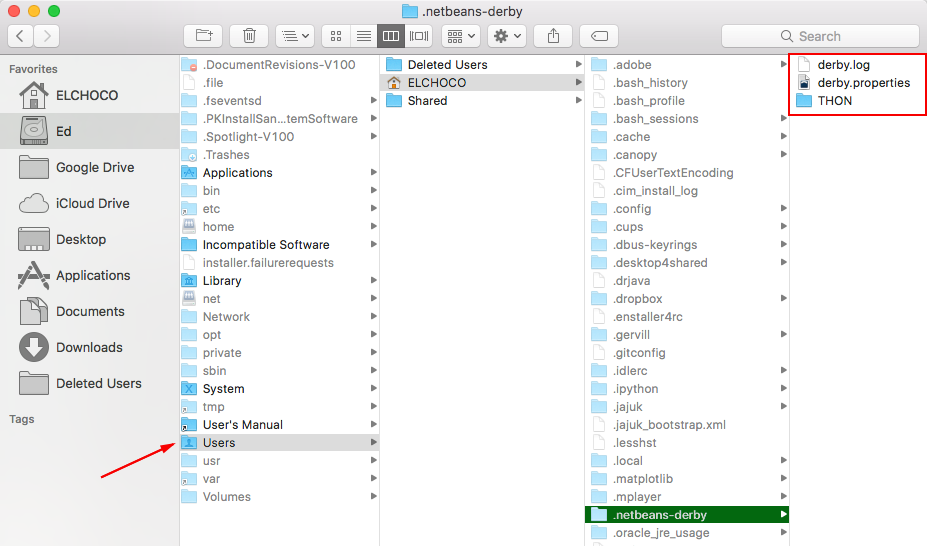 .netbeans-derby
Search
Favorites
ELCHOCO
Ed
Google Drive
iCloud Drive
Desktop
Applications
Documents
Downloads
Deleted Users
Tags
.DocumentRevisions-V100
.file
.fseventsd
.PKInstallSan...temSoftware
.Spotlight-V100
.Trashes
Applications
bin
etc
home
Incompatible Software
installer.failurerequests
Library
net
Network
opt
private
sbin
System
tmp
User's Manual
Users
usr
var
Volumes
Deleted Users
ELCHOCO
Shared
.adobe
.bash_history
.bash_profile
.bash_sessions
.cache
.canopy
.CFUserTextEncoding
.cim_install_log
.config
.cups
.dbus-keyrings
.desktop4shared
.drjava
.dropbox
.enstaller4rc
.gervill
.gitconfig
.idlerc
.ipython
.jajuk
.jajuk_bootstrap.xml
.lesshst
.local
.matplotlib
.mplayer
.netbeans-derby
.oracle_jre_usage
derby.log
derby.properties
THON